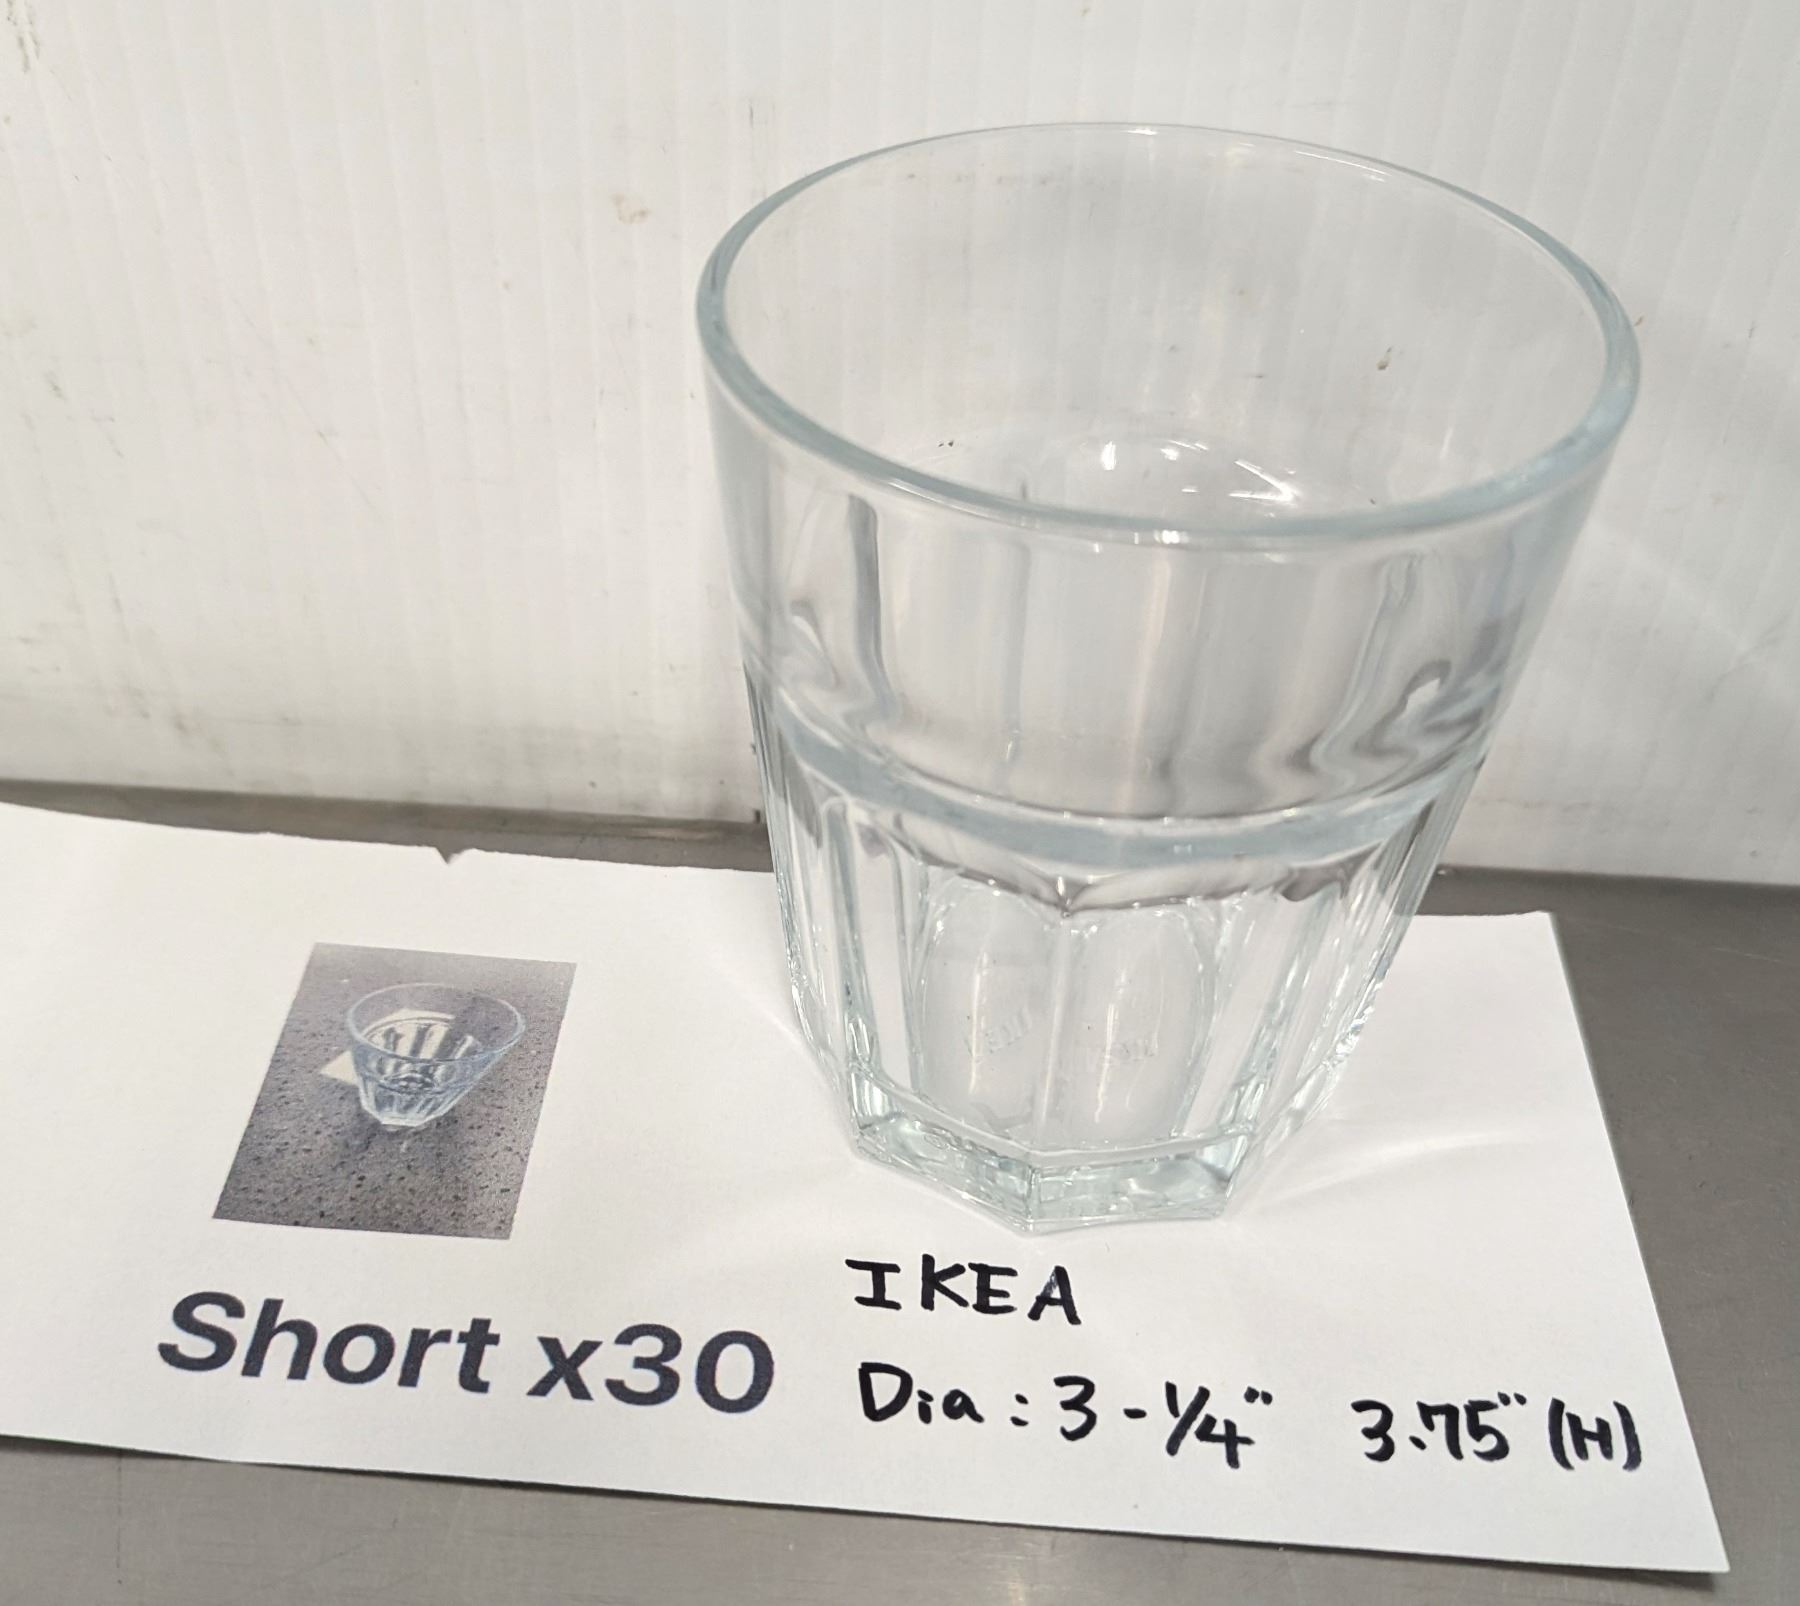 Short x30
IKEA
Dia : 3-1/4" 3.75" (H)